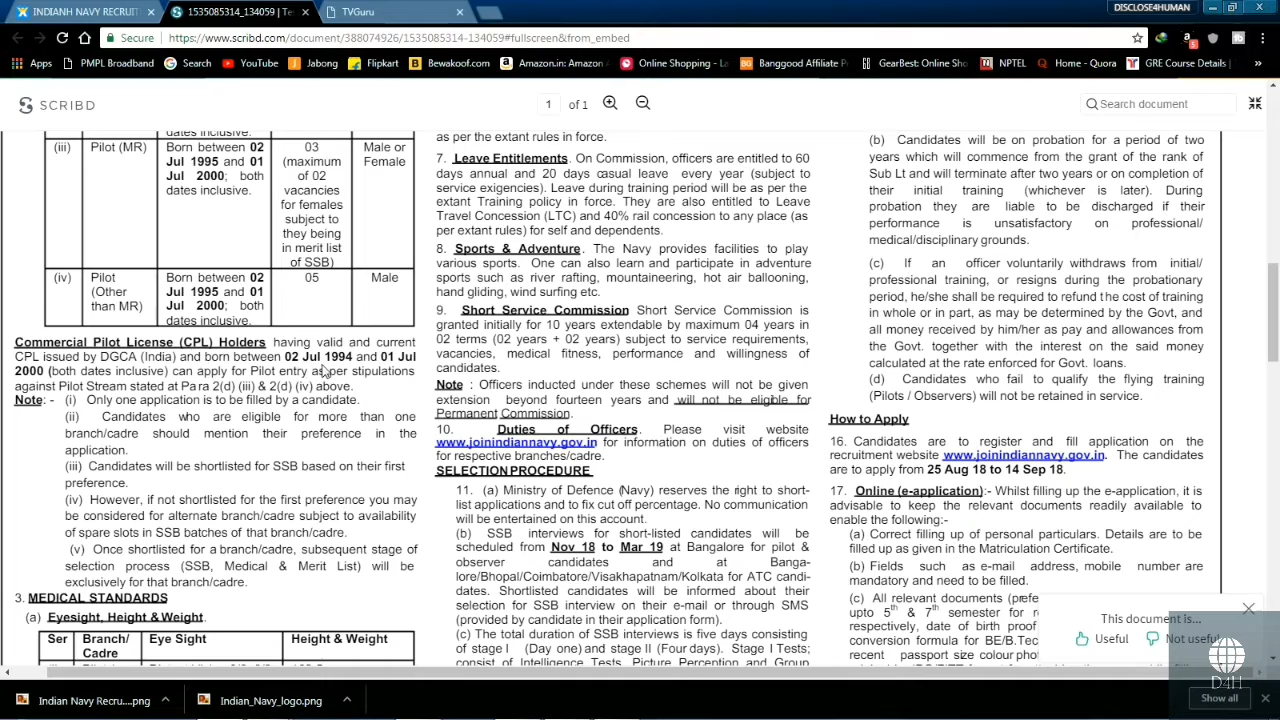 INDIANH NAVY RECRUIT
1535085314_134059 | Te
TVGuru
DISCLOSE4HUMAN
Secure
https://www.scribd.com/document/388074926/1535085314-134059#fullscreen&from_embed
Apps
PMPL Broadband
Search
YouTube
Jabong
Flipkart
Bewakoof.com
Amazon.in: Amazon
Online Shopping - La
Banggood Affiliate P
GearBest: Online Sho
NPTEL
Home - Quora
GRE Course Details |
SCRIBD
1 of 1
Search document
dates inclusive.
(iii) Pilot (MR) Born between 02 03 Male or
Jul 1995 and 01 (maximum Female
Jul 2000; both of 02
dates inclusive. vacancies
for females
subject to
they being
in merit list
of SSB)
(iv) Pilot Born between 02 05 Male
(Other Jul 1995 and 01
than MR) Jul 2000; both
dates inclusive.
Commercial Pilot License (CPL) Holders having valid and current
CPL issued by DGCA (India) and born between 02 Jul 1994 and 01 Jul
2000 (both dates inclusive) can apply for Pilot entry as per stipulations
against Pilot Stream stated at Para 2(d) (iii) & 2(d) (iv) above.
Note: - (i) Only one application is to be filled by a candidate.
(ii) Candidates who are eligible for more than one
branch/cadre should mention their preference in the
application.
(iii) Candidates will be shortlisted for SSB based on their first
preference.
(iv) However, if not shortlisted for the first preference you may
be considered for alternate branch/cadre subject to availability
of spare slots in SSB batches of that branch/cadre.
(v) Once shortlisted for a branch/cadre, subsequent stage of
selection process (SSB, Medical & Merit List) will be
exclusively for that branch/cadre.
3. MEDICAL STANDARDS
(a) Eyesight, Height & Weight.
Ser Branch/ Eye Sight Height & Weight
Cadre
as per the extant rules in force.
7. Leave Entitlements. On Commission, officers are entitled to 60
days annual and 20 days casual leave every year (subject to
service exigencies). Leave during training period will be as per the
extant Training policy in force. They are also entitled to Leave
Travel Concession (LTC) and 40% rail concession to any place (as
per extant rules) for self and dependents.
8. Sports & Adventure. The Navy provides facilities to play
various sports. One can also learn and participate in adventure
sports such as river rafting, mountaineering, hot air ballooning,
hand gliding, wind surfing etc.
9. Short Service Commission Short Service Commission is
granted initially for 10 years extendable by maximum 04 years in
02 terms (02 years + 02 years) subject to service requirements,
vacancies, medical fitness, performance and willingness of
candidates.
Note : Officers inducted under these schemes will not be given
extension beyond fourteen years and will not be eligible for
Permanent Commission.
10. Duties of Officers. Please visit website
www.joinindiannavy.gov.in for information on duties of officers
for respective branches/cadre.
SELECTION PROCEDURE
11. (a) Ministry of Defence (Navy) reserves the right to short-
list applications and to fix cut off percentage. No communication
will be entertained on this account.
(b) SSB interviews for short-listed candidates will be
scheduled from Nov 18 to Mar 19 at Bangalore for pilot &
observer candidates and at Banga-
lore/Bhopal/Coimbatore/Visakhapatnam/Kolkata for ATC candi-
dates. Shortlisted candidates will be informed about their
selection for SSB interview on their e-mail or through SMS
(provided by candidate in their application form).
(c) The total duration of SSB interviews is five days consisting
of stage I (Day one) and stage II (Four days). Stage I Tests;
consist of Intelligence Tests, Picture Perception and Group
(b) Candidates will be on probation for a period of two
years which will commence from the grant of the rank of
Sub Lt and will terminate after two years or on completion of
their initial training (whichever is later). During
probation they are liable to be discharged if their
performance is unsatisfactory on professional/
medical/disciplinary grounds.
(c) If an officer voluntarily withdraws from initial/
professional training, or resigns during the probationary
period, he/she shall be required to refund the cost of training
in whole or in part, as may be determined by the Govt, and
all money received by him/her as pay and allowances from
the Govt. together with the interest on the said money
calculated at the rate enforced for Govt. loans.
(d) Candidates who fail to qualify the flying training
(Pilots / Observers) will not be retained in service.
How to Apply
16. Candidates are to register and fill application on the
recruitment website www.joinindiannavy.gov.in. The candidates
are to apply from 25 Aug 18 to 14 Sep 18.
17. Online (e-application):- Whilst filling up the e-application, it is
advisable to keep the relevant documents readily available to
enable the following:-
(a) Correct filling up of personal particulars. Details are to be
filled up as given in the Matriculation Certificate.
(b) Fields such as e-mail address, mobile number are
mandatory and need to be filled.
(c) All relevant documents (prefe
upto 5th & 7th semester for r
respectively, date of birth proof
conversion formula for BE/B.Tec
recent passport size colour phot
This document is...
Useful
Not useful
D4H
Indian Navy Recru....png
Indian_Navy_logo.png
Show all